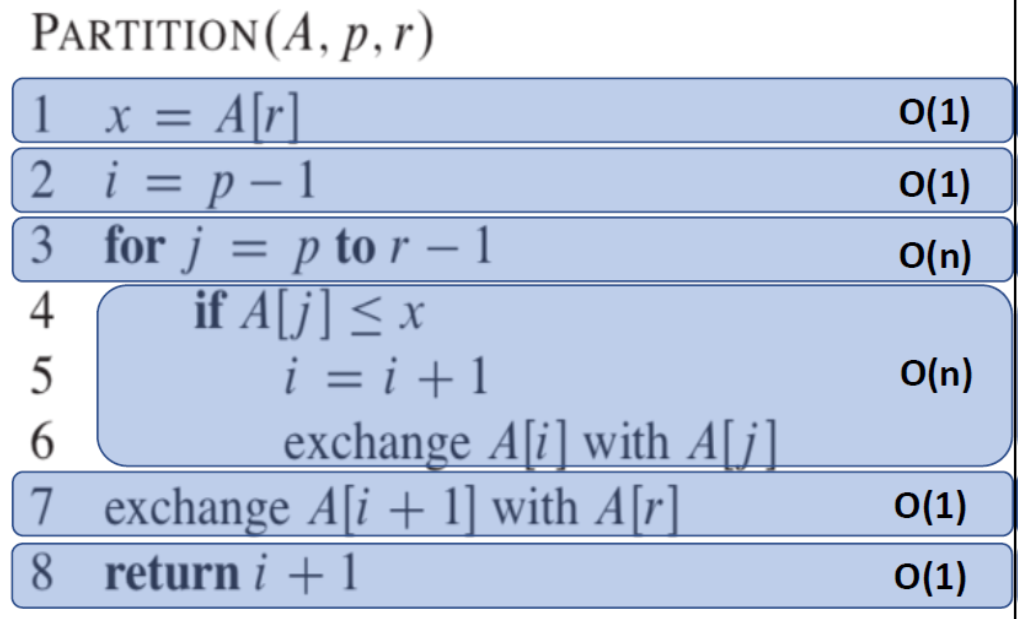 PARTITION(A, p, r)
1 x = A[r] O(1)
2 i = p − 1 O(1)
3 for j = p to r − 1 O(n)
4 if A[j] ≤ x
5 i = i + 1 O(n)
6 exchange A[i] with A[j]
7 exchange A[i + 1] with A[r] O(1)
8 return i + 1 O(1)